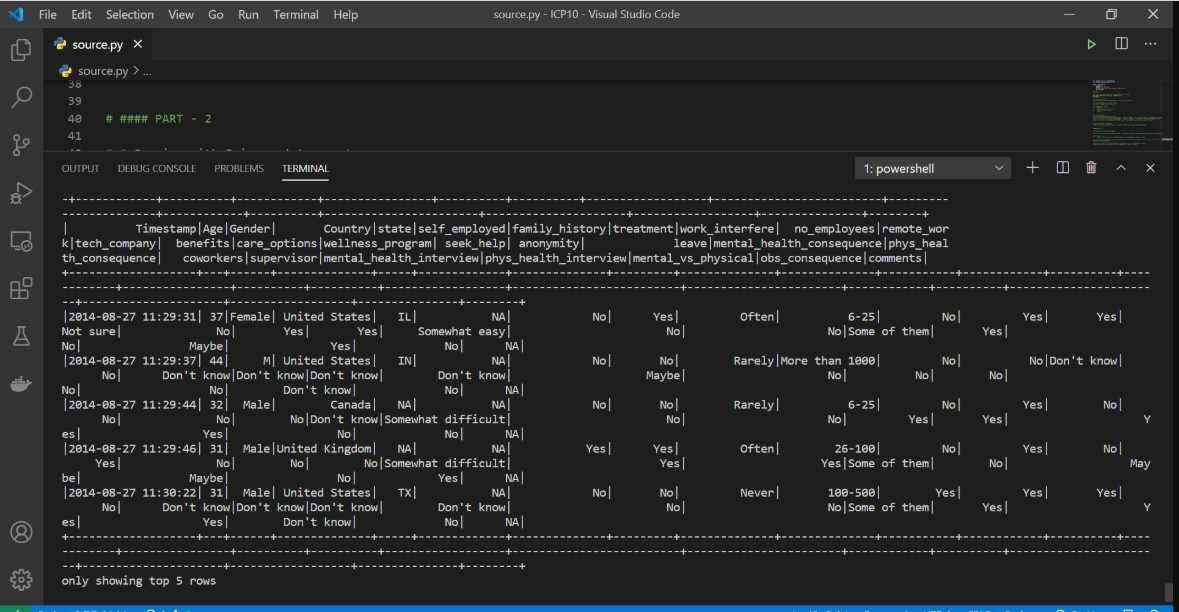 File Edit Selection View Go Run Terminal Help source.py - ICP10 - Visual Studio Code
source.py
source.py > ...
38
39
40 # #### PART - 2
41
OUTPUT DEBUG CONSOLE PROBLEMS TERMINAL 1: powershell
-+------------+-----------+----------------+---------------+----------+------------------+------------------------+---------
--------------+-----------+----------------------+---------------------+------------------+---------------+--------+
| Timestamp|Age|Gender| Country|state|self_employed|family_history|treatment|work_interfere| no_employees|remote_wor
k|tech_company| benefits|care_options|wellness_program| seek_help| anonymity| leave|mental_health_consequence|phys_heal
th_consequence| coworkers|supervisor|mental_health_interview|phys_health_interview|mental_vs_physical|obs_consequence|comments|
+-------------------+---+------+--------------+-----+-------------+--------------+---------+--------------+--------------+----
--------+------------+----------+------------+------------------+----------+------------------+-------------------------+--------
--+---------------------+------------------+---------------+--------+
|2014-08-27 11:29:31| 37|Female| United States| IL| NA| No| Yes| Often| 6-25| No| Yes| Yes|
Not sure| No| Yes| Yes| Somewhat easy| No| No|Some of them| Yes|
No| Maybe| Yes| No| NA|
|2014-08-27 11:29:37| 44| M| United States| IN| NA| No| No| Rarely|More than 1000| No| No|Don't know|
No| Don't know|Don't know|Don't know| Don't know| Maybe| No| No| No|
No| No| Don't know| No| NA|
|2014-08-27 11:29:44| 32| Male| Canada| NA| NA| No| No| Rarely| 6-25| No| Yes| No|
No| No| No|Don't know|Somewhat difficult| No| No| Yes| Yes| Y
es| Yes| No| No| NA|
|2014-08-27 11:29:46| 31| Male|United Kingdom| NA| NA| Yes| Yes| Often| 26-100| No| Yes| No|
Yes| No| No| No|Somewhat difficult| Yes| Yes|Some of them| No| May
be| Maybe| No| Yes| NA|
|2014-08-27 11:30:22| 31| Male| United States| TX| NA| No| No| Never| 100-500| Yes| Yes| Yes|
No| Don't know|Don't know|Don't know| Don't know| No| No|Some of them| Yes| Y
es| Yes| Don't know| No| NA|
+-------------------+---+------+--------------+-----+-------------+--------------+---------+--------------+--------------+----
--------+------------+----------+------------+------------------+----------+------------------+-------------------------+--------
--+---------------------+------------------+---------------+--------+
only showing top 5 rows